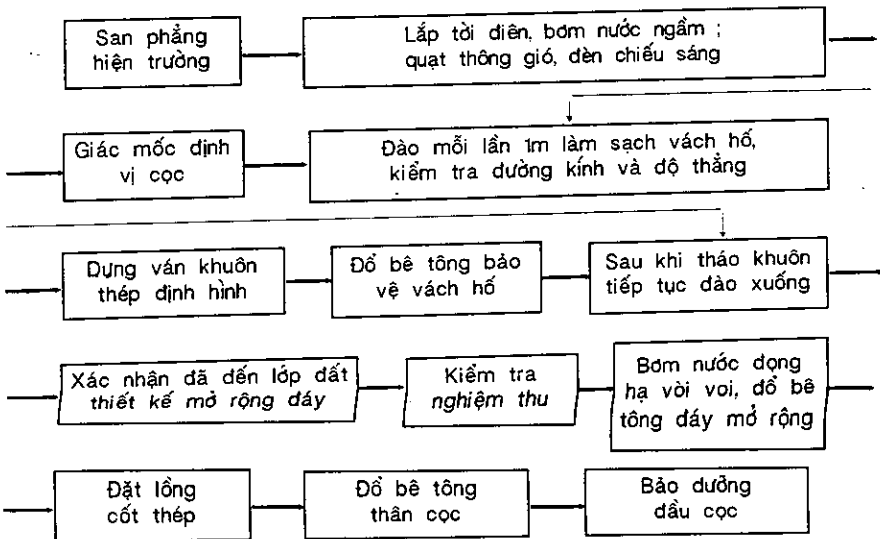 San phẳng
hiện trường
Lắp tời diên, bơm nước ngầm ;
quạt thông gió, đèn chiếu sáng
Giác mốc định
vị cọc
Đào mỗi lần 1m làm sạch vách hố,
kiểm tra đường kính và độ thẳng
Dựng ván khuôn
thép định hình
Đổ bê tông bảo
vệ vách hố
Sau khi tháo khuôn
tiếp tục đào xuống
Xác nhận đã đến lớp đất
thiết kế mở rộng đáy
Kiểm tra
nghiệm thu
Bơm nước đọng
hạ vòi voi, đổ bê
tông đáy mở rộng
Đặt lồng
cốt thép
Đổ bê tông
thân cọc
Bảo dưỡng
đầu cọc